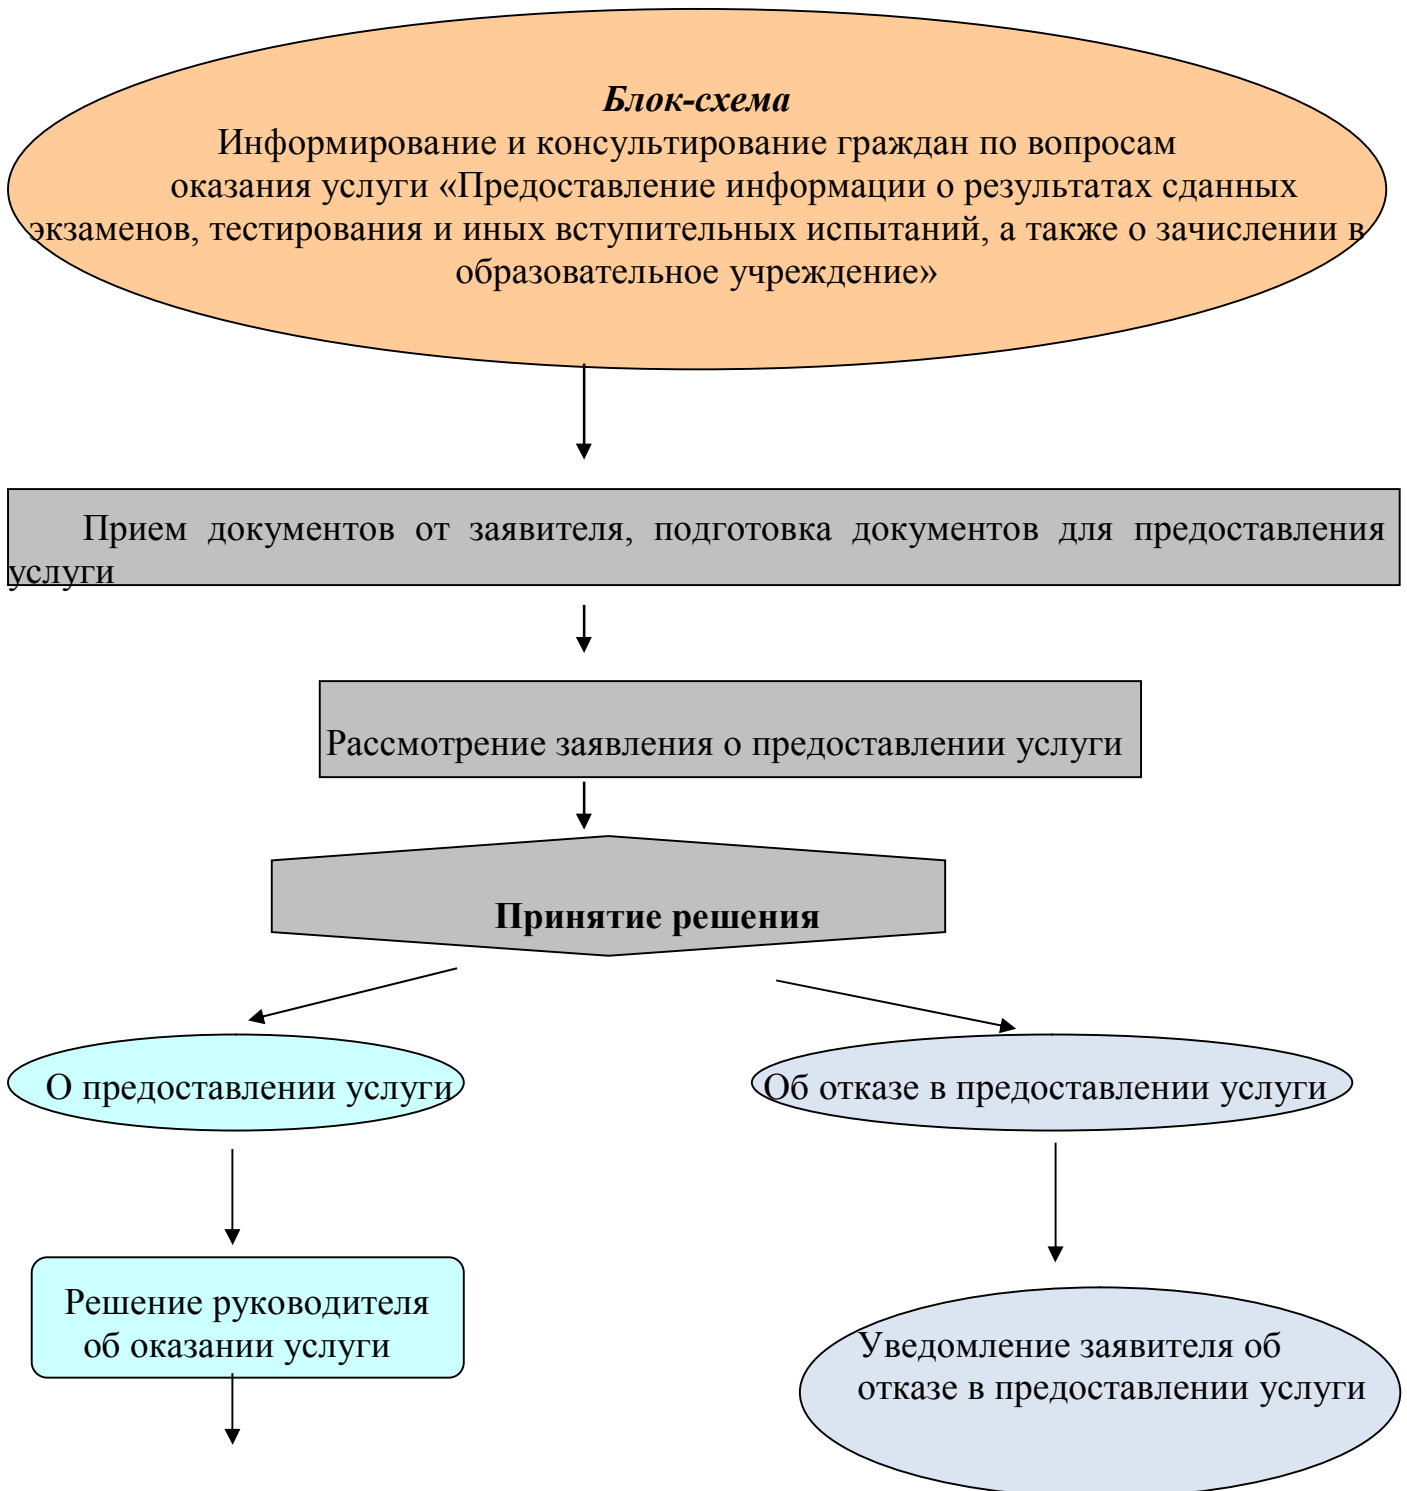 Блок-схема
Информирование и консультирование граждан по вопросам
оказания услуги «Предоставление информации о результатах сданных
экзаменов, тестирования и иных вступительных испытаний, а также о зачислении в
образовательное учреждение»
Прием документов от заявителя, подготовка документов для предоставления
услуги
Рассмотрение заявления о предоставлении услуги
Принятие решения
О предоставлении услуги
Об отказе в предоставлении услуги
Решение руководителя
об оказании услуги
Уведомление заявителя об
отказе в предоставлении услуги